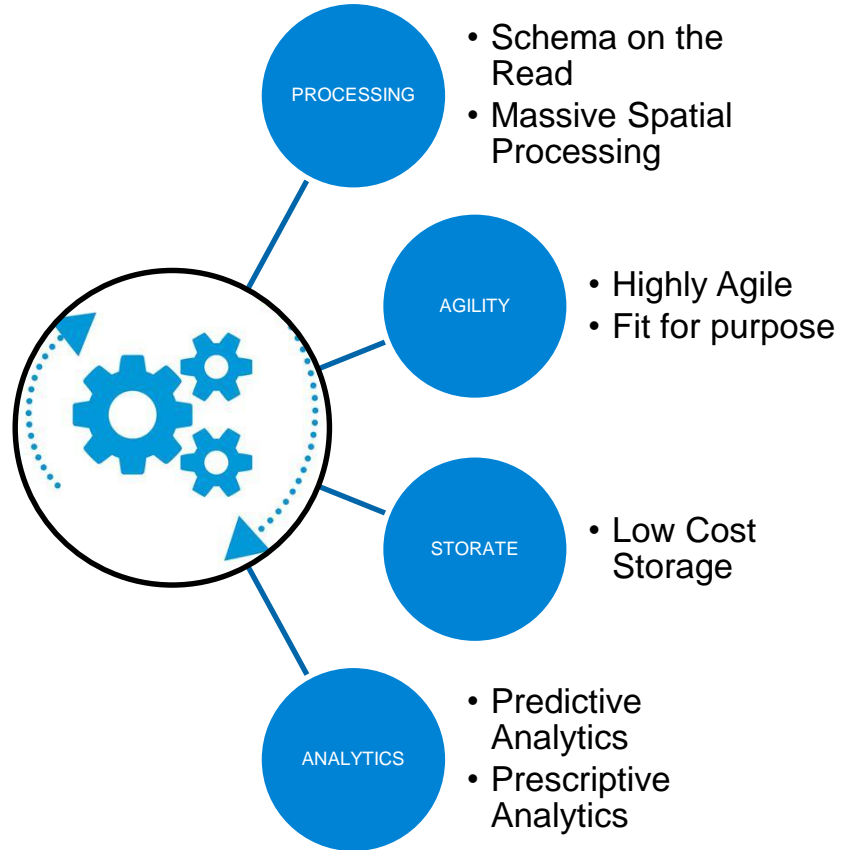 PROCESSING
• Schema on the
Read
• Massive Spatial
Processing
AGILITY
• Highly Agile
• Fit for purpose
STORATE
• Low Cost
Storage
ANALYTICS
• Predictive
Analytics
• Prescriptive
Analytics